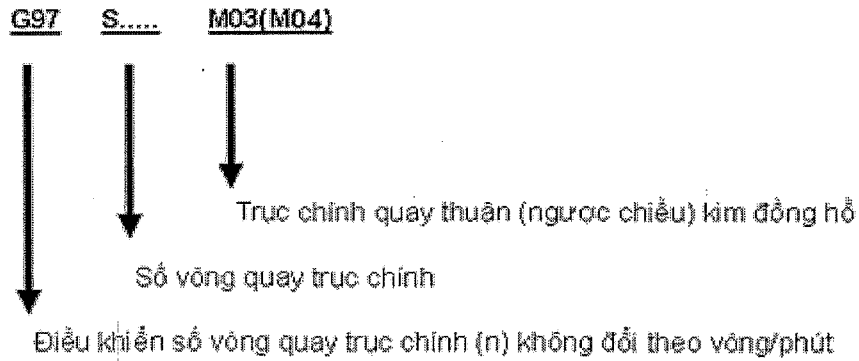 G97 S..... M03(M04)
Trục chính quay thuận (ngược chiều) kim đồng hồ
Số vòng quay trục chính
Điều khiển số vòng quay trục chính (n) không đổi theo vòng/phút